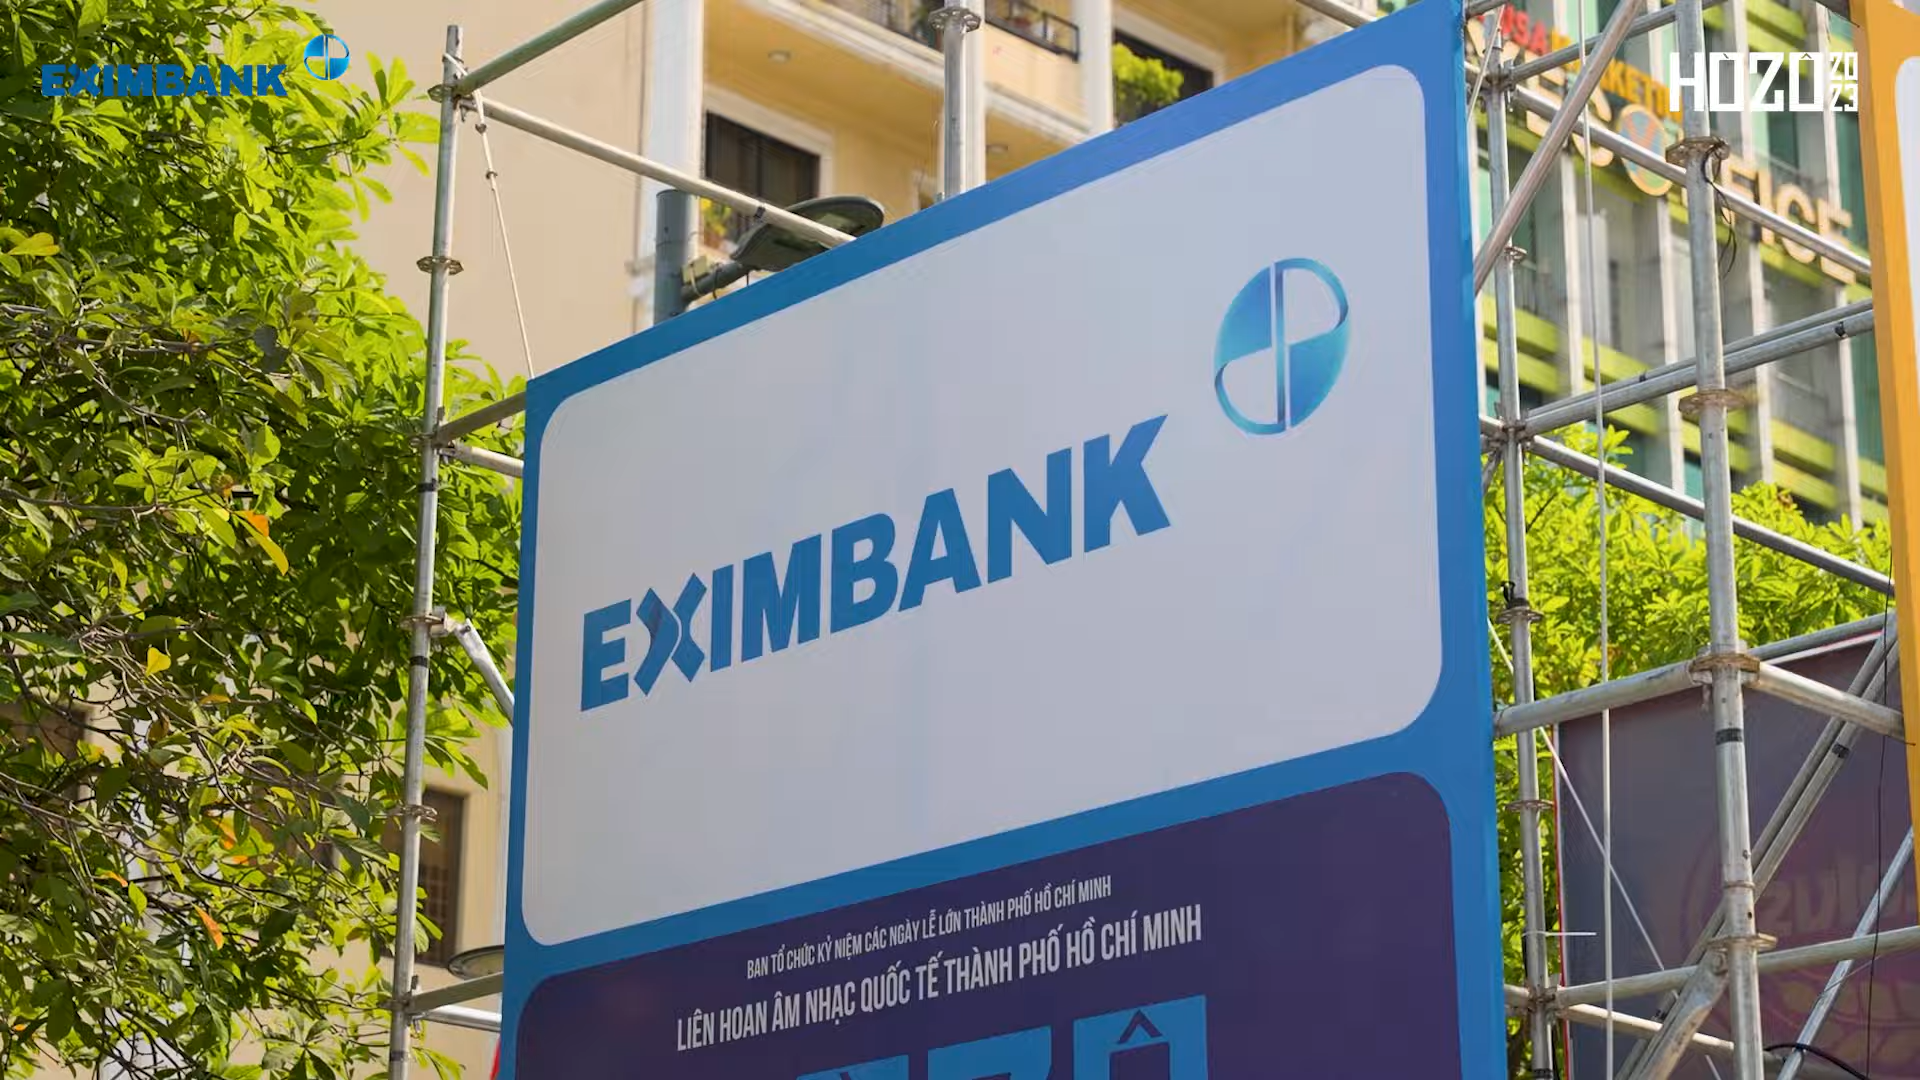 EXIMBANK
HOZO 2023
OFFICE
EXIMBANK
BAN TỔ CHỨC KỶ NIỆM CÁC NGÀY LỄ LỚN THÀNH PHỐ HỒ CHÍ MINH
LIÊN HOAN ÂM NHẠC QUỐC TẾ THÀNH PHỐ HỒ CHÍ MINH